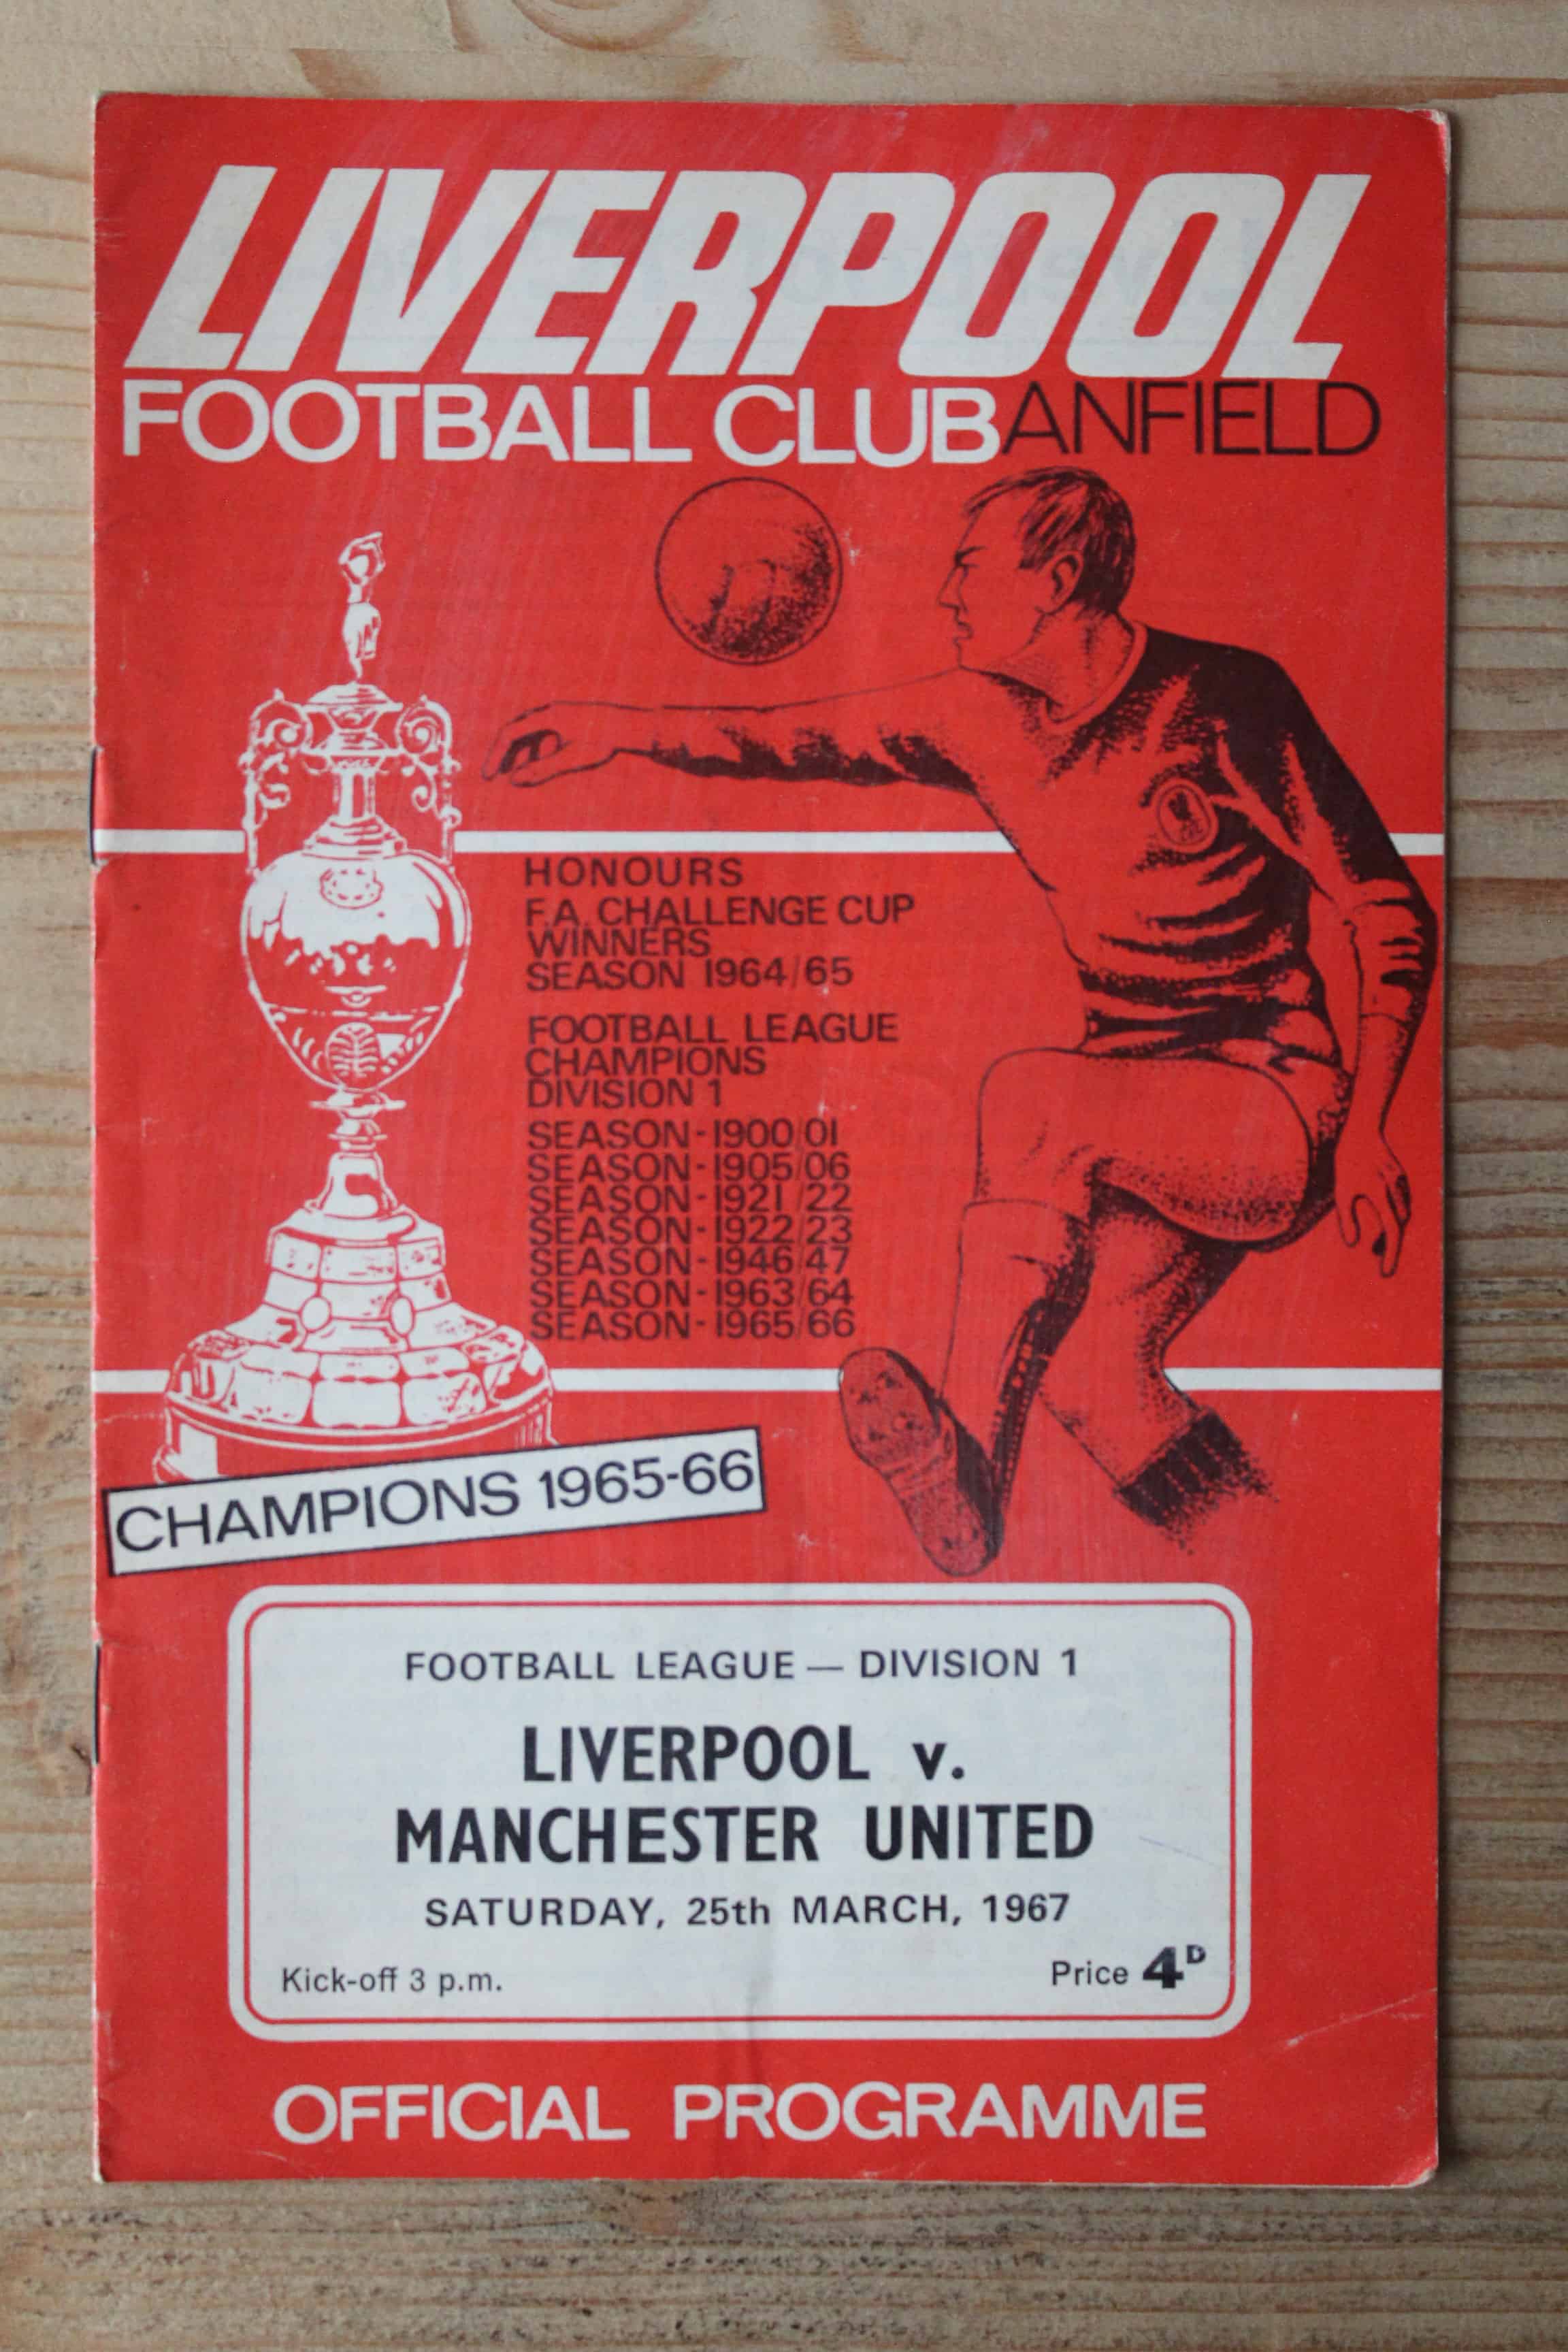 LIVERPOOL
FOOTBALL CLUB ANFIELD
HONOURS
F.A. CHALLENGE CUP
WINNERS
SEASON 1964/65
FOOTBALL LEAGUE
CHAMPIONS
DIVISION 1
SEASON-1900/01
SEASON-1905/06
SEASON-1921/22
SEASON-1922/23
SEASON-1946/47
SEASON-1963/64
SEASON-1965/66
CHAMPIONS 1965-66
FOOTBALL LEAGUE — DIVISION 1
LIVERPOOL v.
MANCHESTER UNITED
SATURDAY, 25th MARCH, 1967
Kick-off 3 p.m. Price 4D
OFFICIAL PROGRAMME